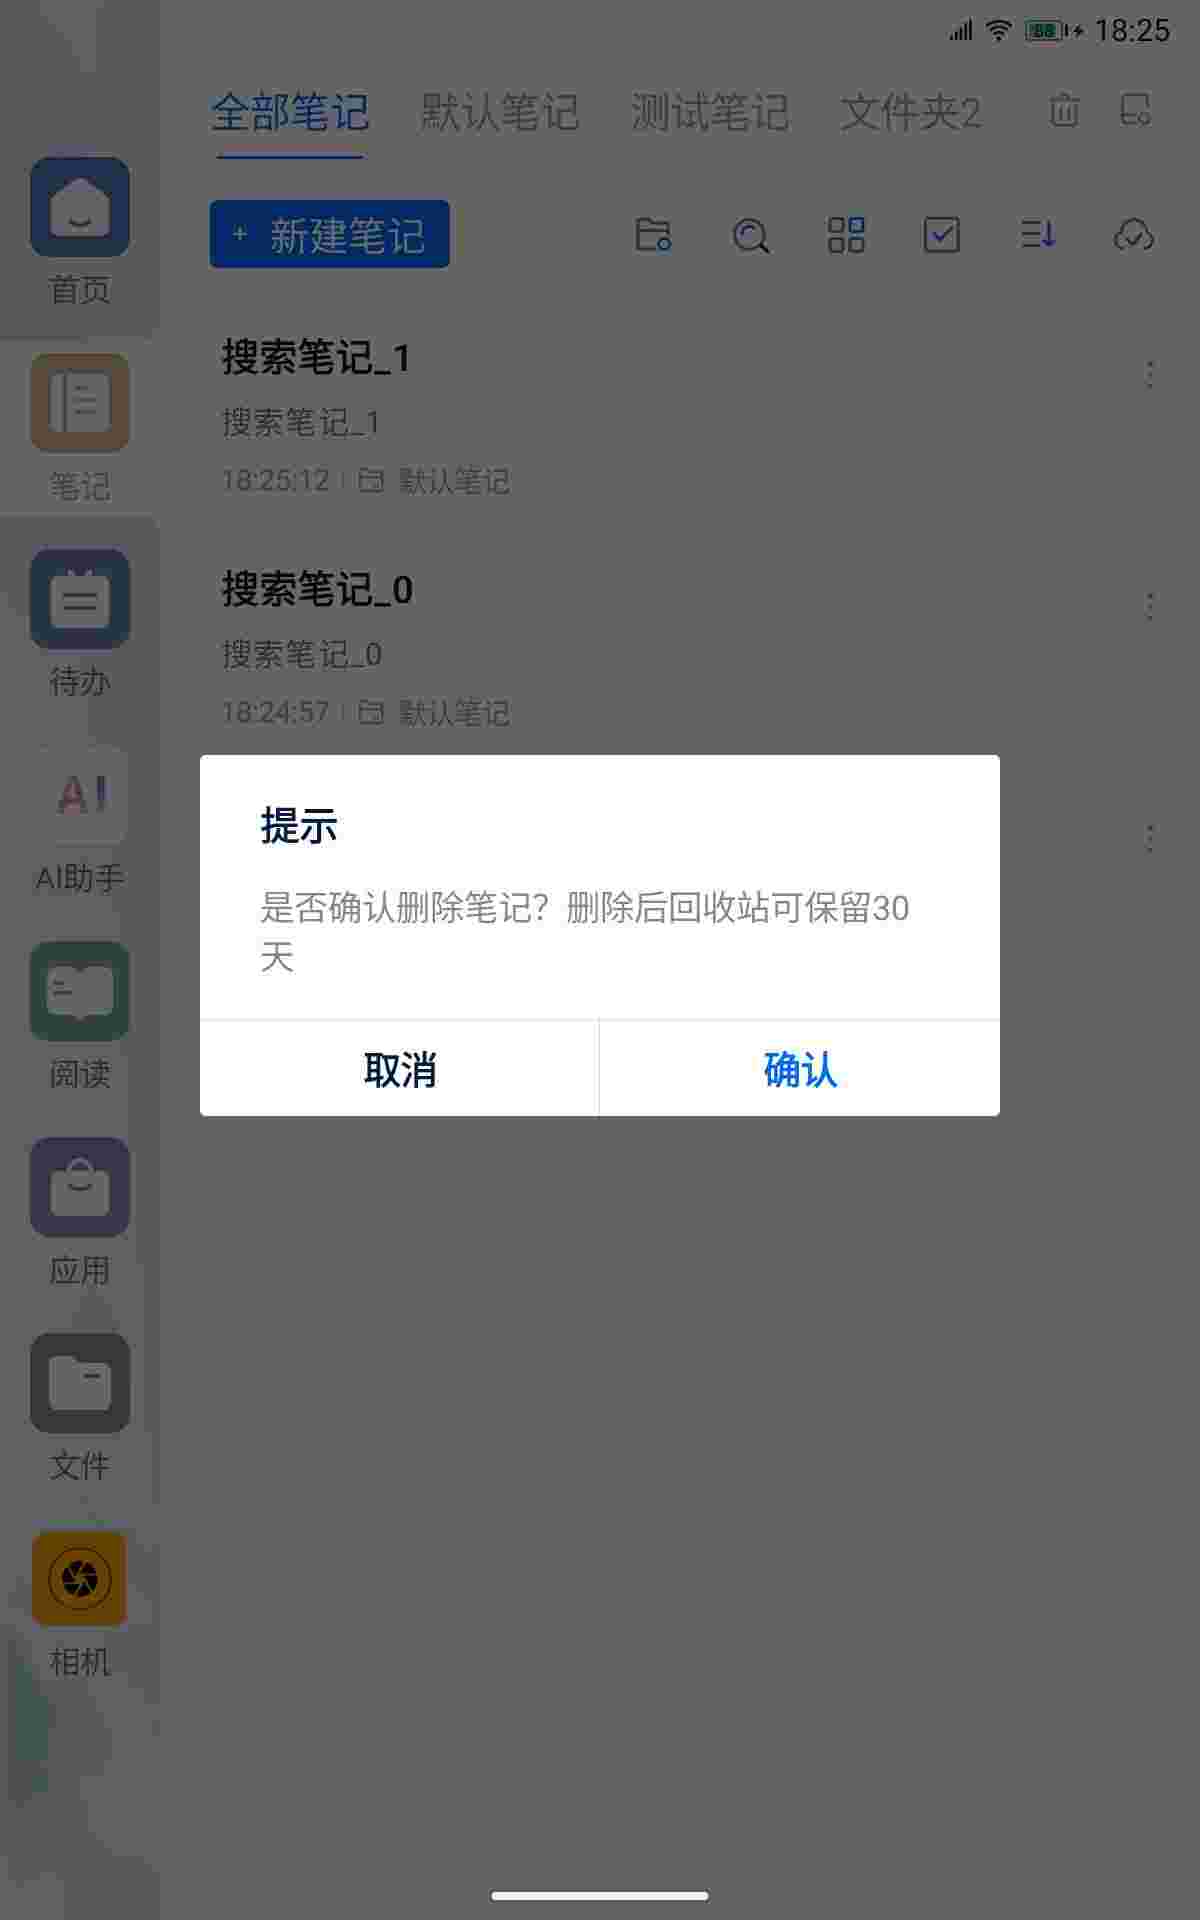 88 18:25
全部笔记 默认笔记 测试笔记 文件夹2
+ 新建笔记
首页
笔记
待办
AI
AI助手
阅读
应用
文件
相机
搜索笔记_1
搜索笔记_1
18:25:12 默认笔记
搜索笔记_0
搜索笔记_0
18:24:57 默认笔记
提示
是否确认删除笔记？删除后回收站可保留30
天
取消 确认